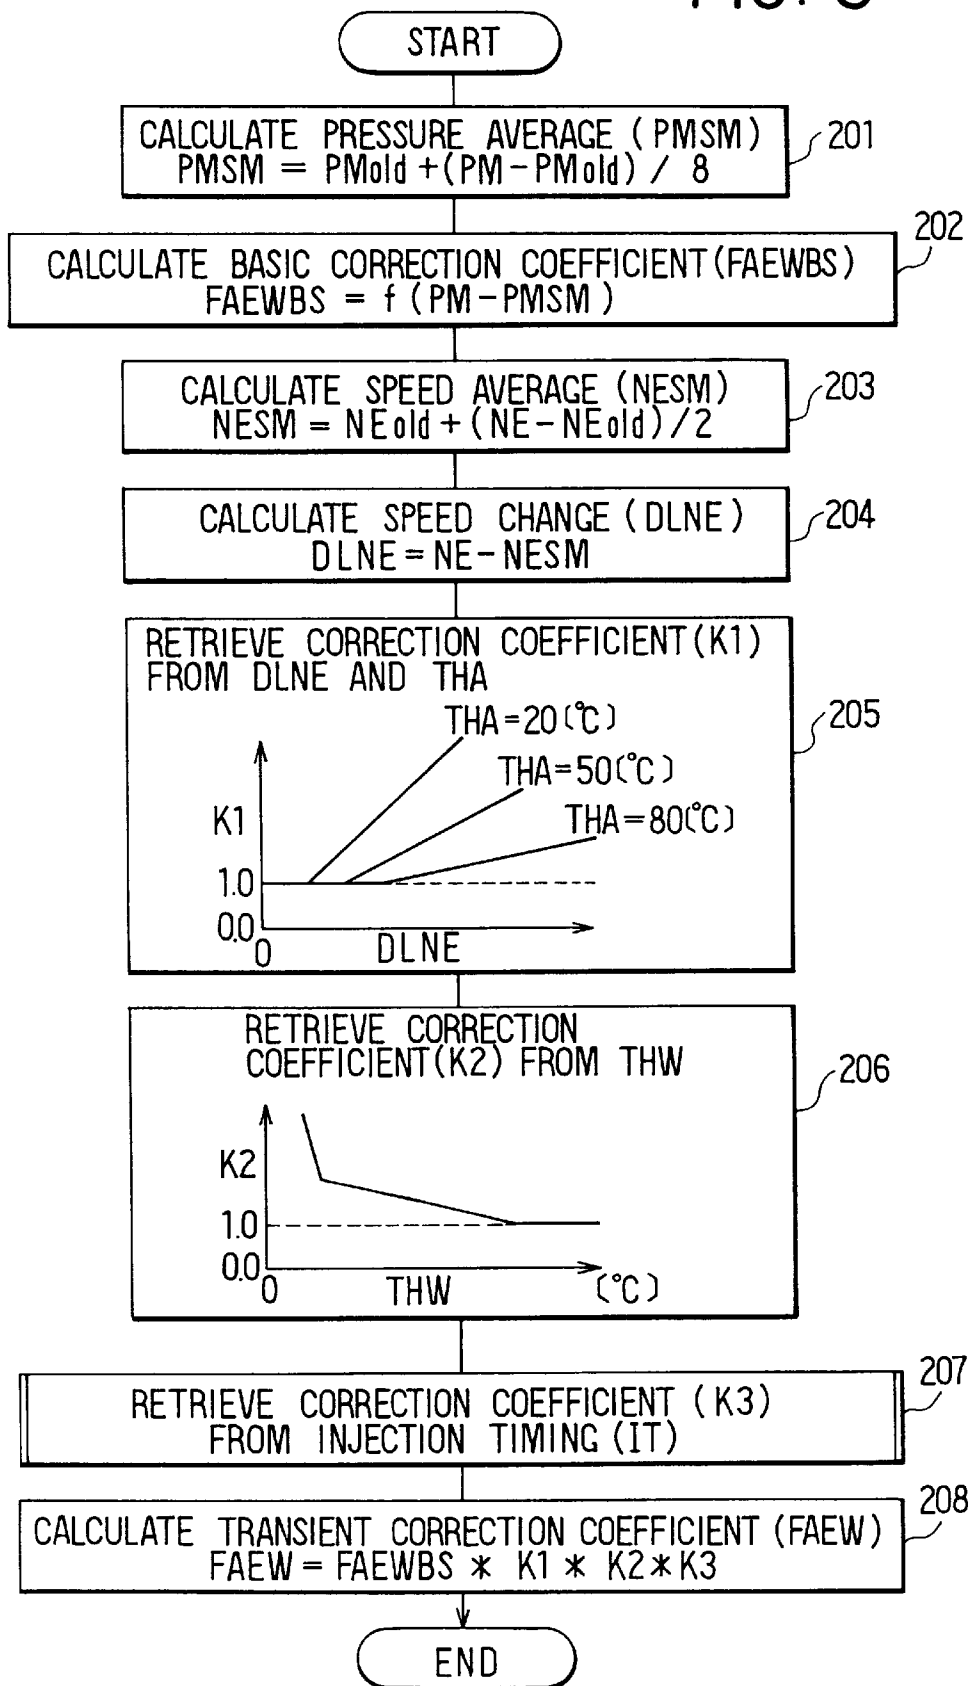 START
CALCULATE PRESSURE AVERAGE (PMSM)
PMSM = PMold + (PM - PMold) / 8
201
202
CALCULATE BASIC CORRECTION COEFFICIENT (FAEWBS)
FAEWBS = f (PM - PMSM)
CALCULATE SPEED AVERAGE (NESM)
NESM = NEold + (NE - NEold) / 2
203
CALCULATE SPEED CHANGE (DLNE)
DLNE = NE - NESM
204
RETRIEVE CORRECTION COEFFICIENT (K1)
FROM DLNE AND THA
205
THA=20(°C)
THA=50(°C)
THA=80(°C)
K1
1.0
0.0
0
DLNE
RETRIEVE CORRECTION
COEFFICIENT (K2) FROM THW
206
K2
1.0
0.0
0
THW (°C)
207
RETRIEVE CORRECTION COEFFICIENT (K3)
FROM INJECTION TIMING (IT)
208
CALCULATE TRANSIENT CORRECTION COEFFICIENT (FAEW)
FAEW = FAEWBS * K1 * K2 * K3
END